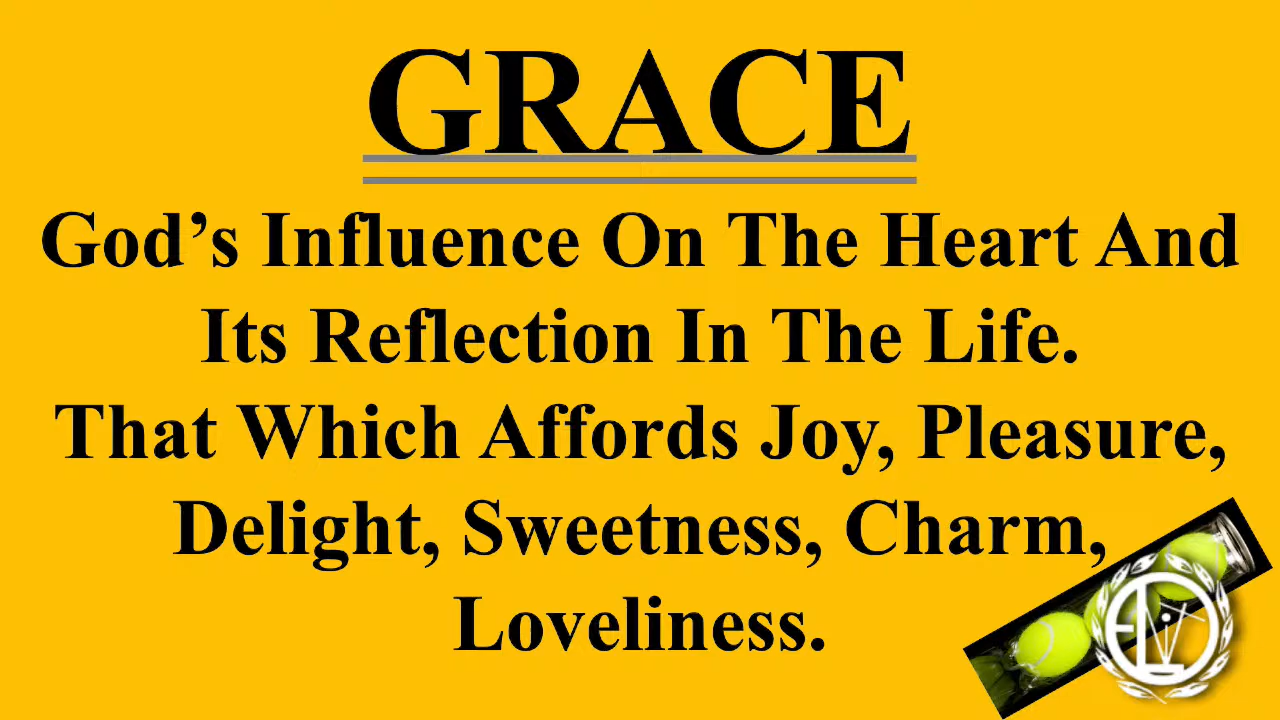 GRACE
God’s Influence On The Heart And
Its Reflection In The Life.
That Which Affords Joy, Pleasure,
Delight, Sweetness, Charm,
Loveliness.